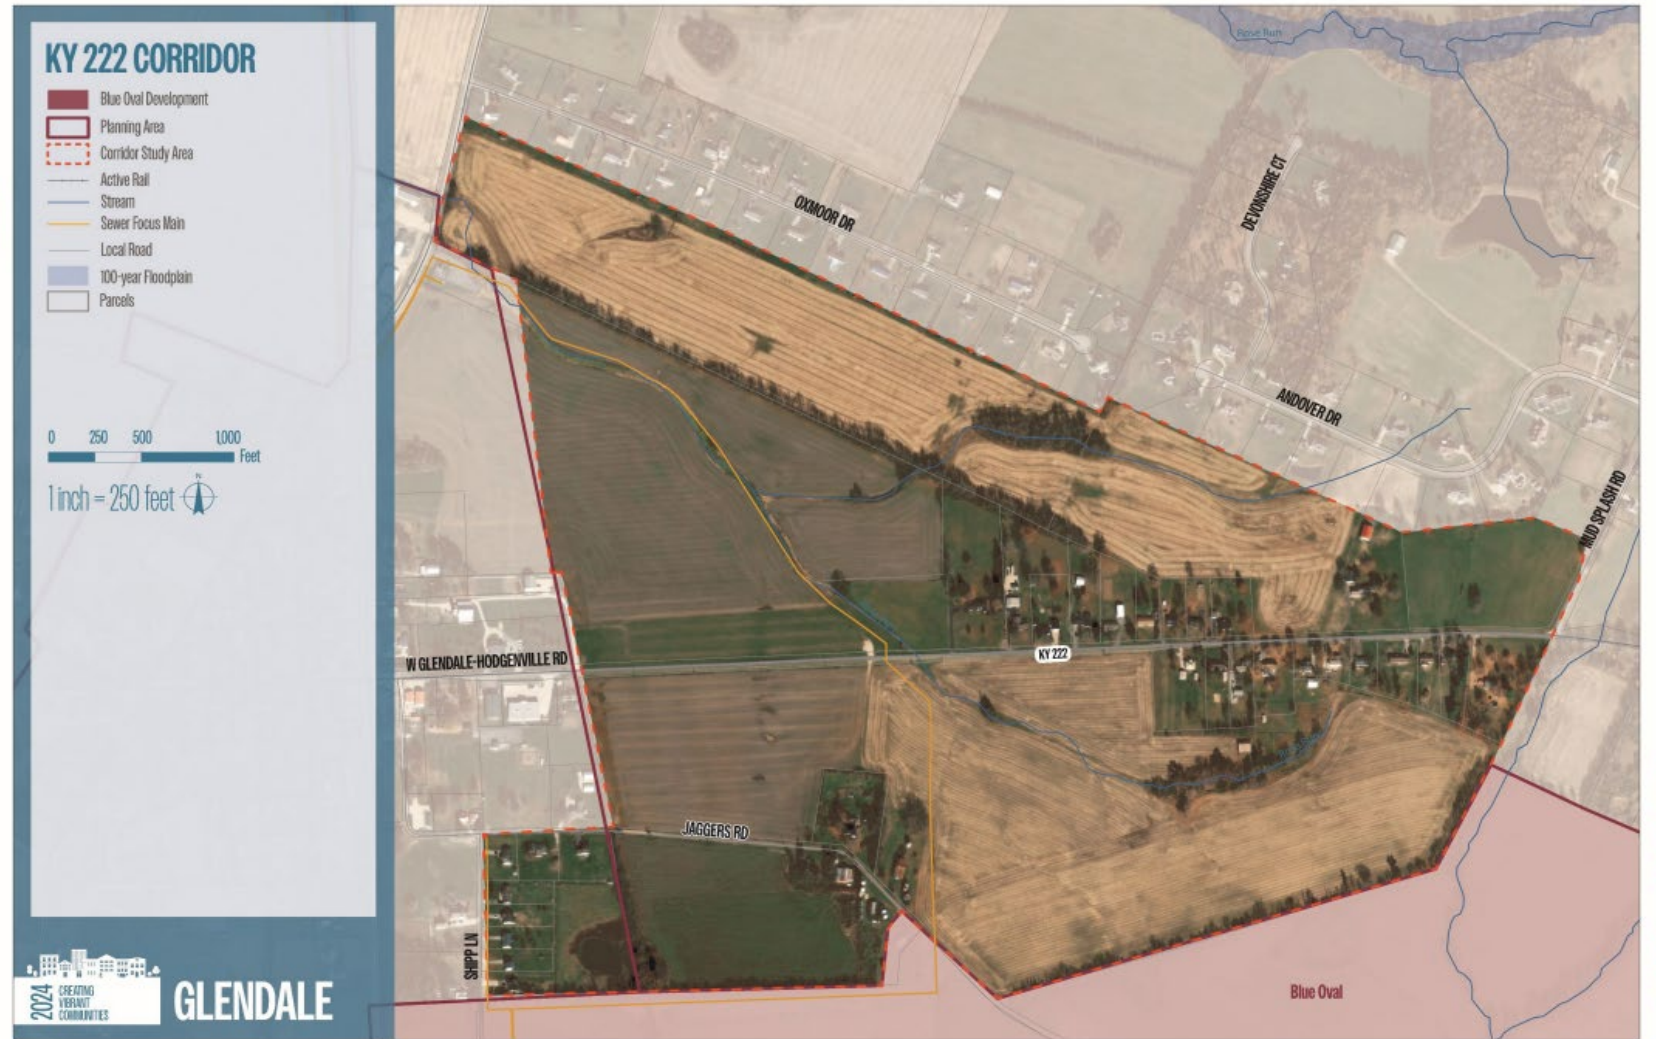 KY 222 CORRIDOR
Blue Oval Development
Planning Area
Corridor Study Area
Active Rail
Stream
Sewer Focus Main
Local Road
100-year Floodplain
Parcels
0 250 500 1,000
Feet
1 inch = 250 feet
N
2024
CREATING
VIBRANT
COMMUNITIES
GLENDALE
Rose Run
OXMOOR DR
DEVONSHIRE CT
ANDOVER DR
MUD SPLASH RD
W GLENDALE-HODGENVILLE RD
KY 222
JAGGERS RD
SHIPP LN
Blue Oval